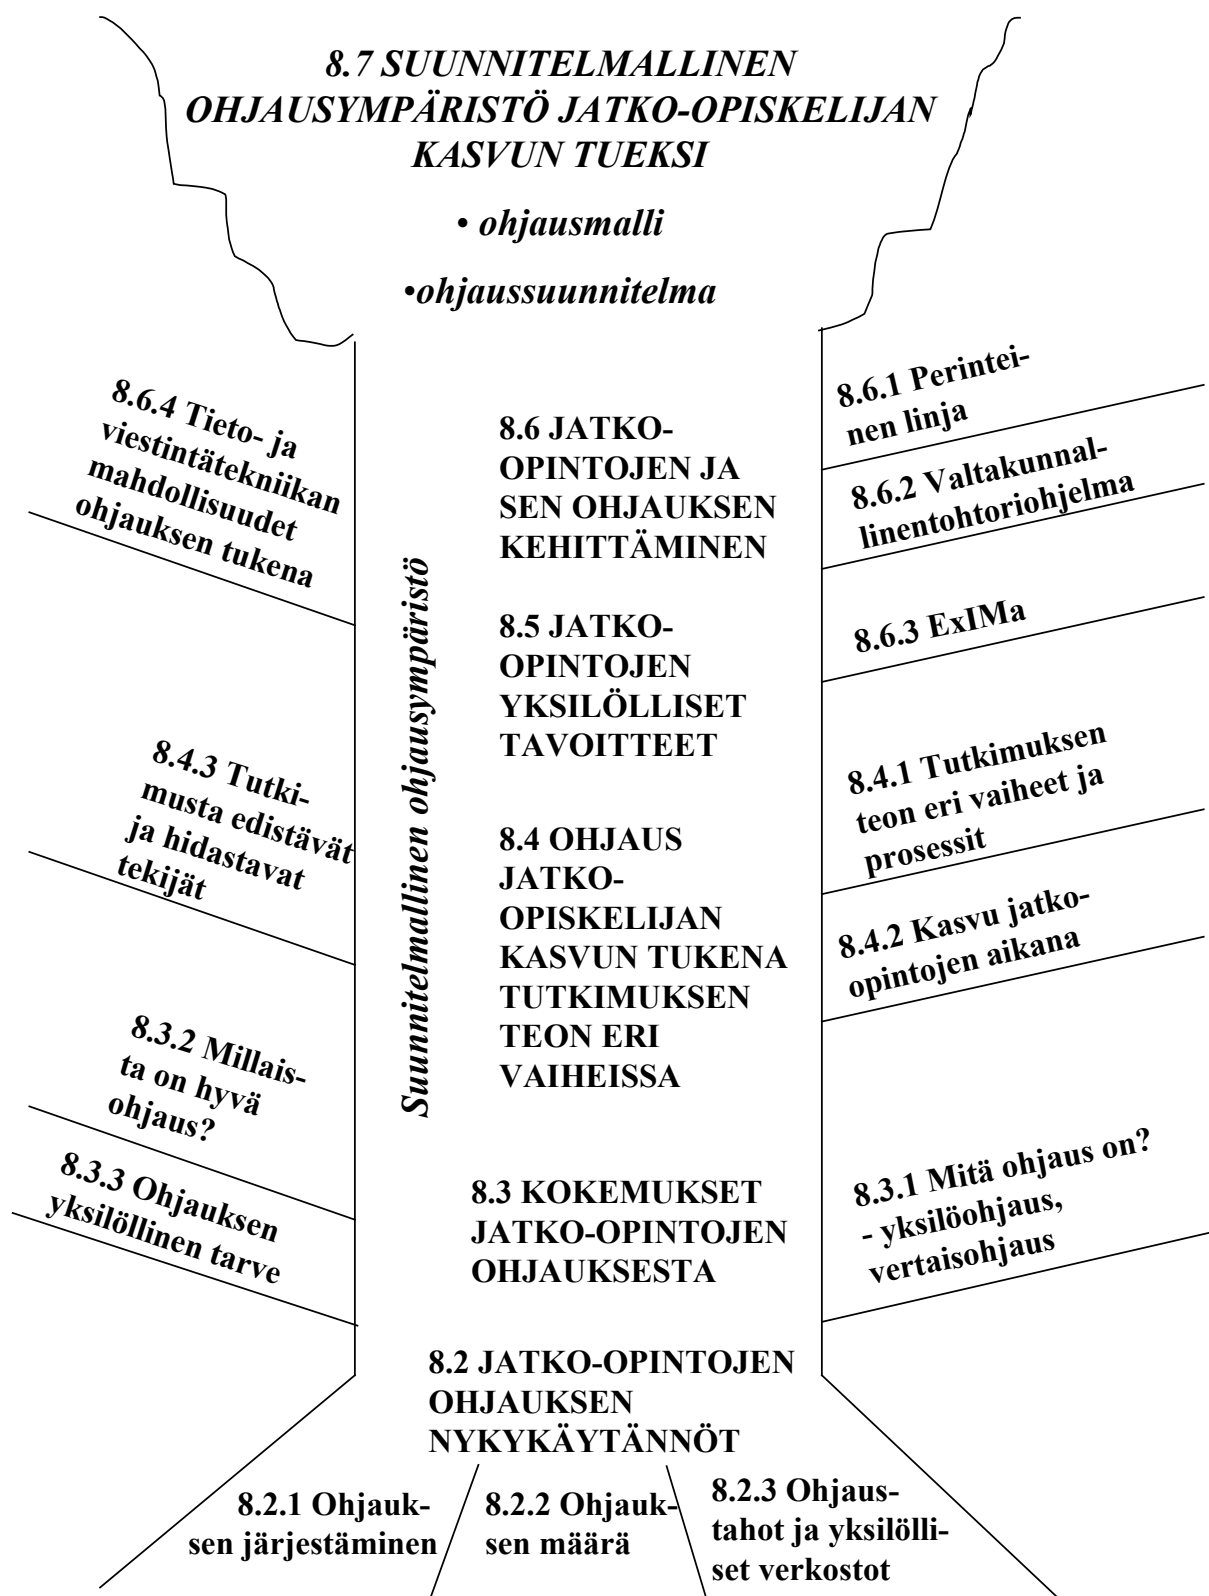 8.7 SUUNNITELMALLINEN
OHJAUSYMPÄRISTÖ JATKO-OPISKELIJAN
KASVUN TUEKSI
• ohjausmalli
•ohjaussuunnitelma
8.6.4 Tieto- ja
viestintätekniikan
mahdollisuudet
ohjauksen tukena
8.6 JATKO-
OPINTOJEN JA
SEN OHJAUKSEN
KEHITTÄMINEN
8.6.1 Perintei-
nen linja
8.6.2 Valtakunnal-
linentohtoriohjelma
8.6.3 ExIMa
Suunnitelmallinen ohjausympäristö
8.5 JATKO-
OPINTOJEN
YKSILÖLLISET
TAVOITTEET
8.4.3 Tutki-
musta edistävät
ja hidastavat
tekijät
8.4 OHJAUS
JATKO-
OPISKELIJAN
KASVUN TUKENA
TUTKIMUKSEN
TEON ERI
VAIHEISSA
8.4.1 Tutkimuksen
teon eri vaiheet ja
prosessit
8.4.2 Kasvu jatko-
opintojen aikana
8.3.2 Millais-
ta on hyvä
ohjaus?
8.3.3 Ohjauksen
yksilöllinen tarve
8.3 KOKEMUKSET
JATKO-OPINTOJEN
OHJAUKSESTA
8.3.1 Mitä ohjaus on?
- yksilöohjaus,
vertaisohjaus
8.2 JATKO-OPINTOJEN
OHJAUKSEN
NYKYKÄYTÄNNÖT
8.2.1 Ohjauk-
sen järjestäminen
8.2.2 Ohjauk-
sen määrä
8.2.3 Ohjaus-
tahot ja yksilölli-
set verkostot